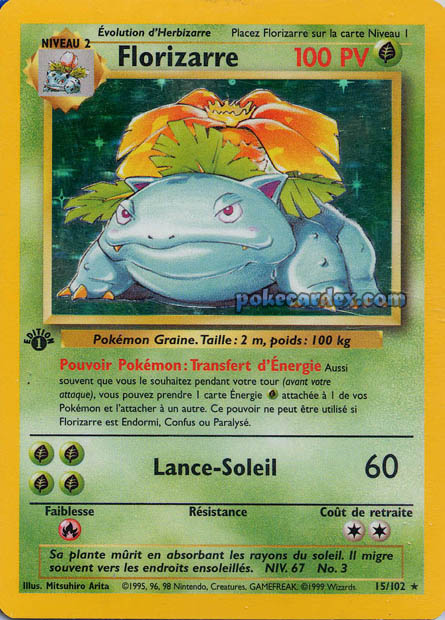 Évolution d'Herbizarre Placez Florizarre sur la carte Niveau 1
NIVEAU 2
Florizarre 100 PV
pokecardex.com
EDITION 1
Pokémon Graine. Taille : 2 m, poids : 100 kg
Pouvoir Pokémon : Transfert d'Énergie Aussi
souvent que vous le souhaitez pendant votre tour (avant votre
attaque), vous pouvez prendre 1 carte Énergie attachée à 1 de vos
Pokémon et l'attacher à un autre. Ce pouvoir ne peut être utilisé si
Florizarre est Endormi, Confus ou Paralysé.
Lance-Soleil 60
Faiblesse Résistance Coût de retraite
Sa plante mûrit en absorbant les rayons du soleil. Il migre
souvent vers les endroits ensoleillés. NIV. 67 No. 3
Illus. Mitsuhiro Arita ©1995, 96, 98 Nintendo, Creatures, GAMEFREAK. ©1999 Wizards. 15/102 ★